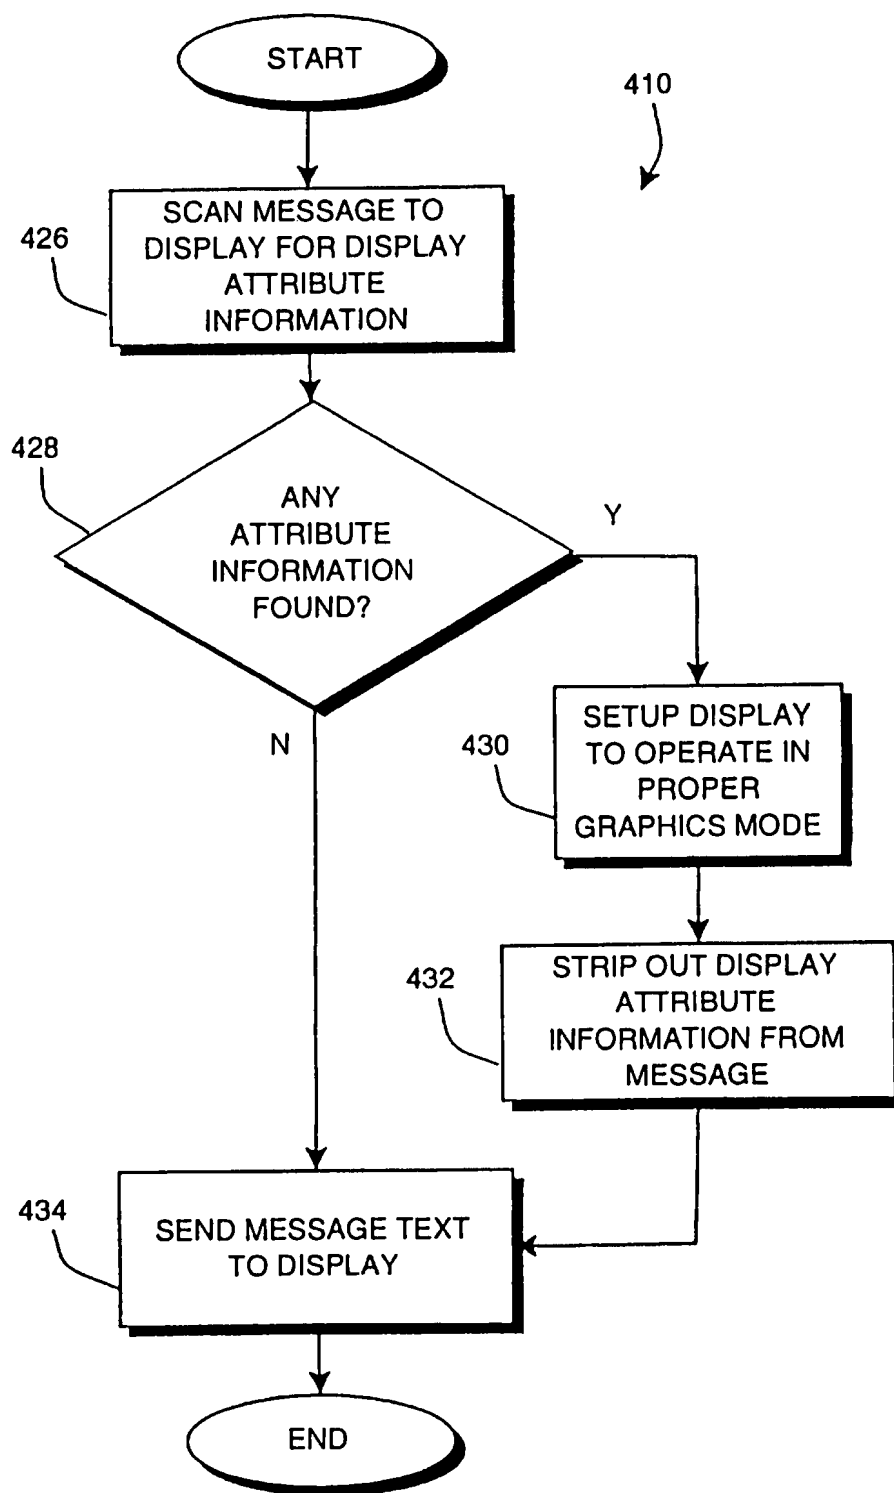 START
410
SCAN MESSAGE TO
DISPLAY FOR DISPLAY
ATTRIBUTE
INFORMATION
426
428
ANY
ATTRIBUTE
INFORMATION
FOUND?
Y
N
SETUP DISPLAY
TO OPERATE IN
PROPER
GRAPHICS MODE
430
STRIP OUT DISPLAY
ATTRIBUTE
INFORMATION FROM
MESSAGE
432
434
SEND MESSAGE TEXT
TO DISPLAY
END